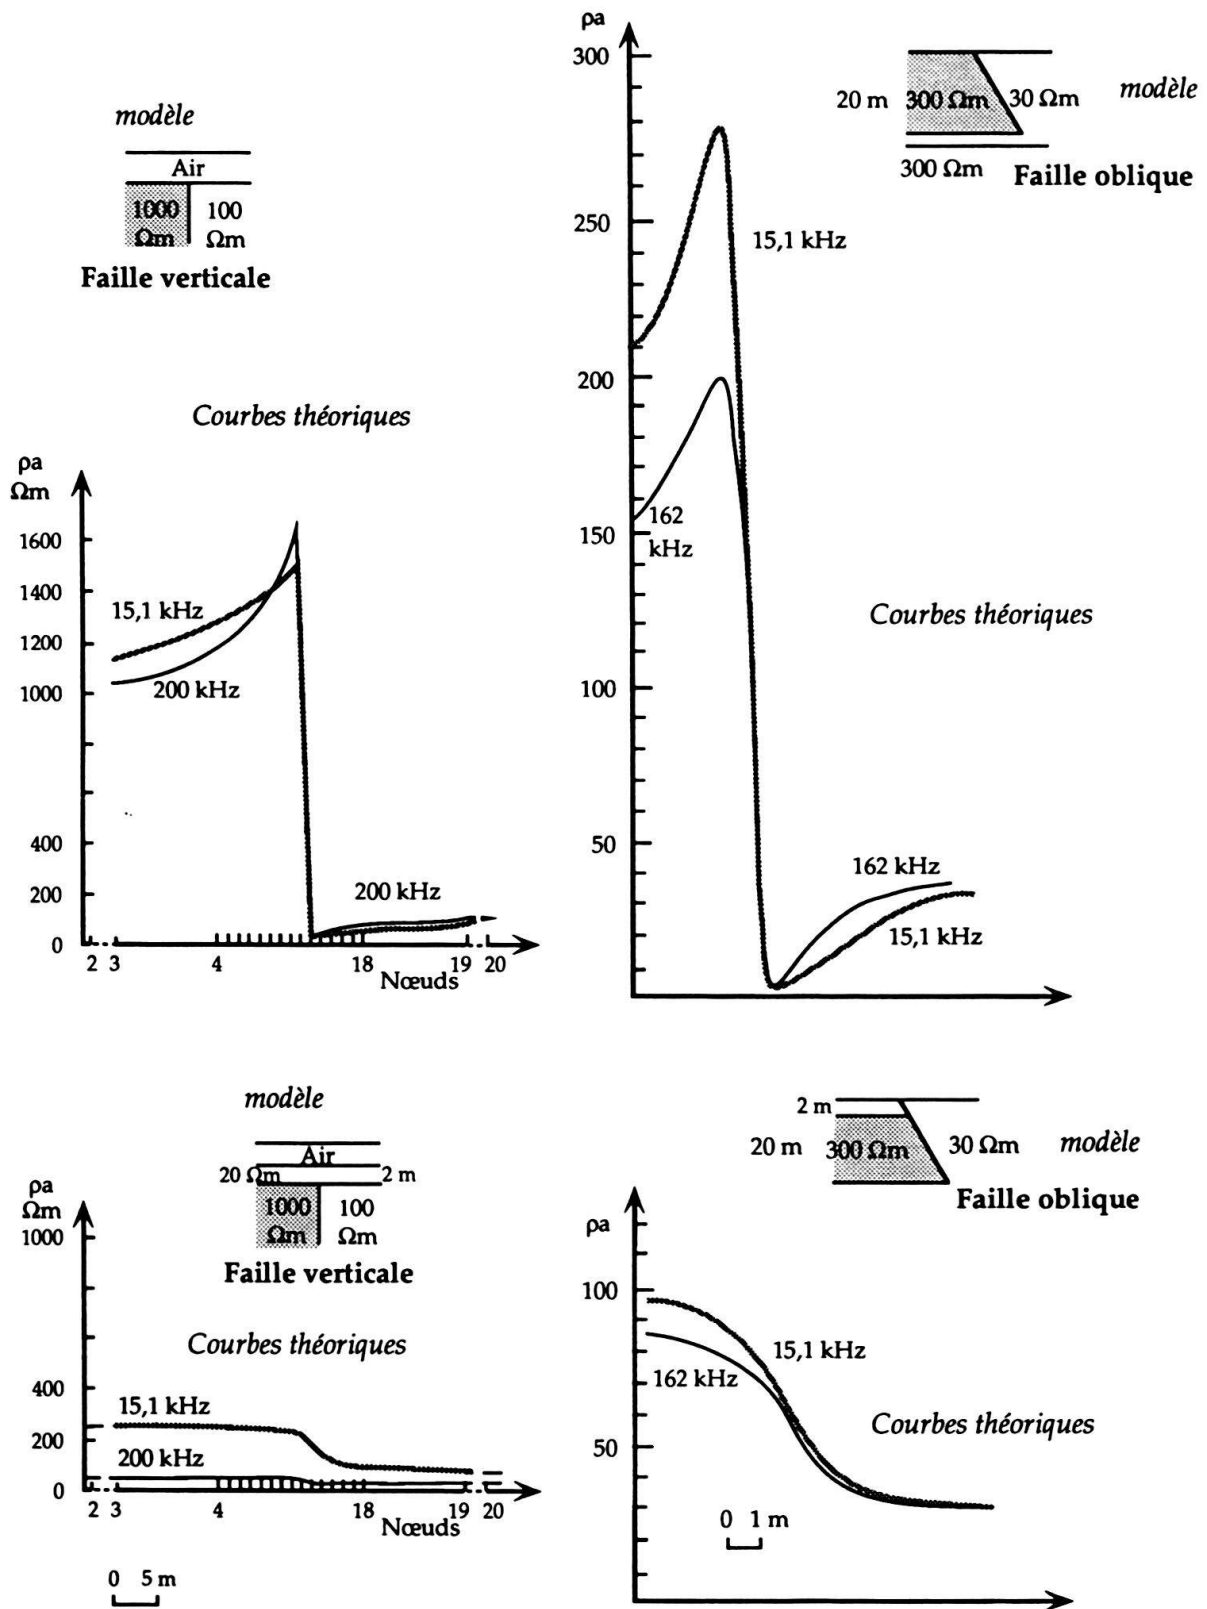 modèle
Air
1000 Ωm
100 Ωm
Faille verticale
Courbes théoriques
ρa
Ωm
1600
1400
1200
1000
400
200
0
15,1 kHz
200 kHz
200 kHz
2 3 4 18 19 20
Nœuds
ρa
300
250
200
150
100
50
20 m 300 Ωm 30 Ωm modèle
300 Ωm
Faille oblique
15,1 kHz
162 kHz
Courbes théoriques
162 kHz
15,1 kHz
modèle
Air
20 Ωm 2 m
1000 Ωm
100 Ωm
Faille verticale
Courbes théoriques
ρa
Ωm
1000
400
200
0
15,1 kHz
200 kHz
2 3 4 18 19 20
Nœuds
0 5 m
2 m
20 m 300 Ωm 30 Ωm modèle
Faille oblique
ρa
100
50
15,1 kHz
162 kHz
Courbes théoriques
0 1 m